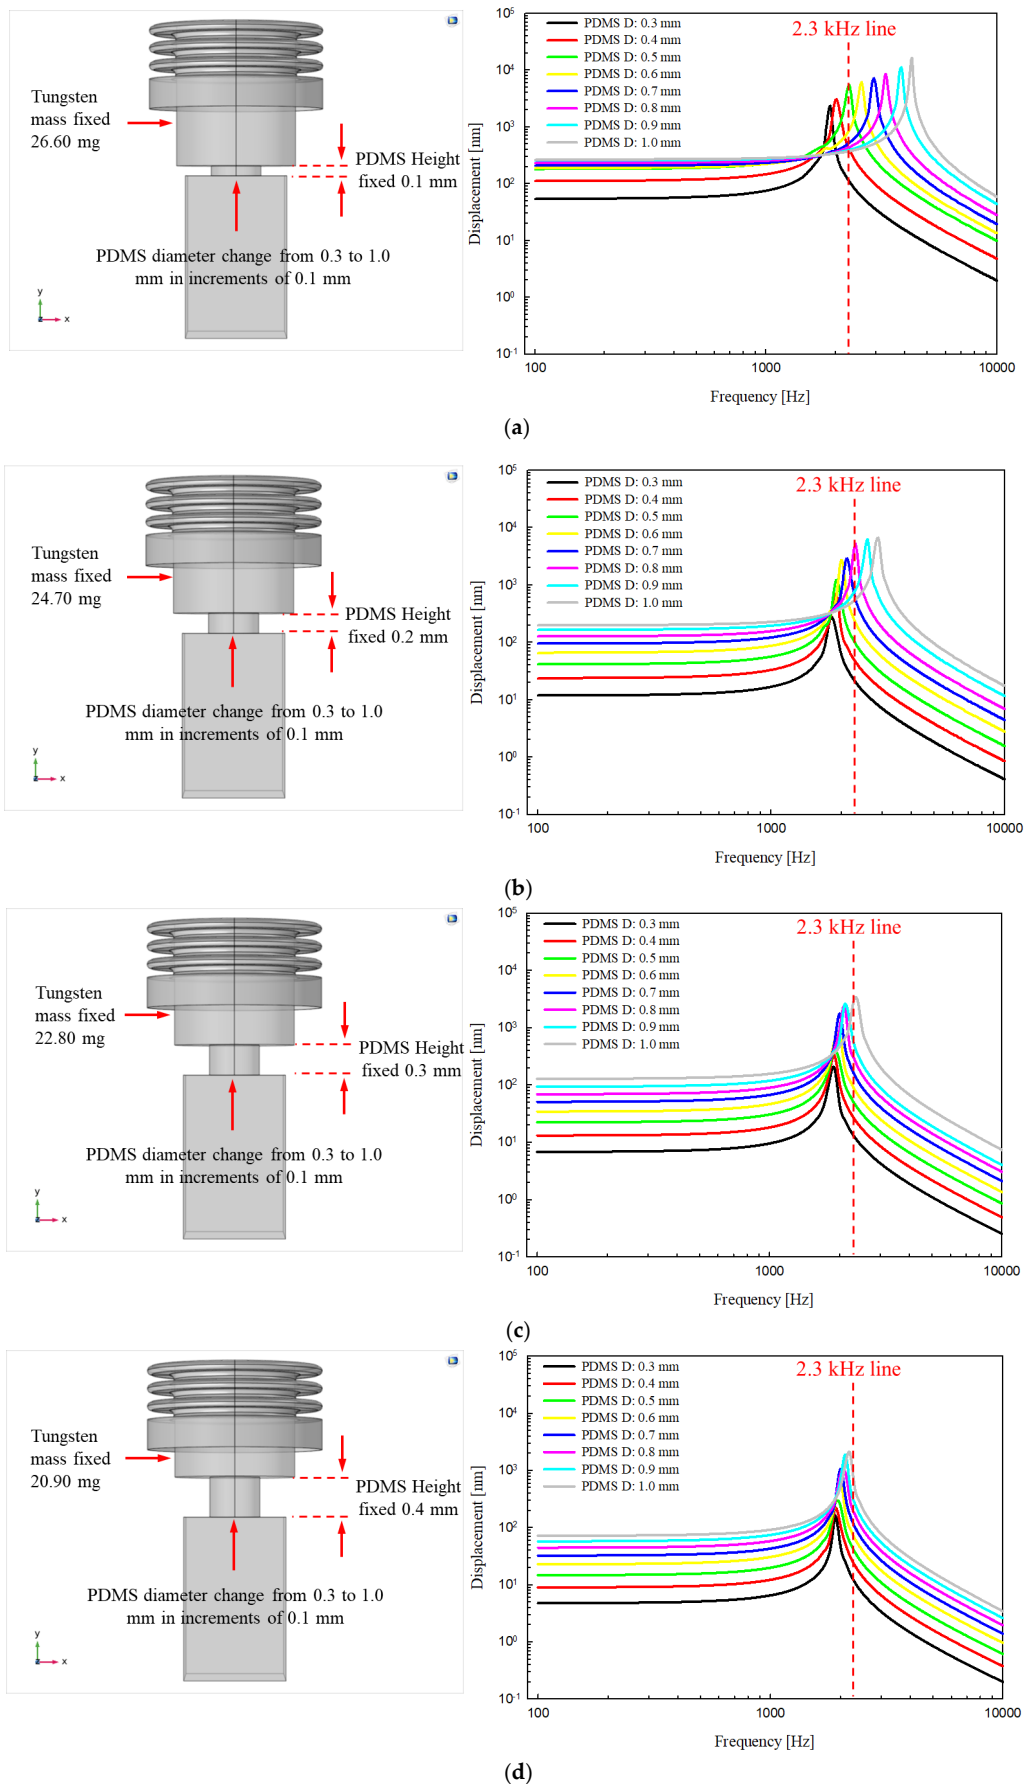 Tungsten
mass fixed
26.60 mg
PDMS Height
fixed 0.1 mm
PDMS diameter change from 0.3 to 1.0
mm in increments of 0.1 mm
y
z
x
10⁵
10⁴
10³
10²
10¹
10⁰
10⁻¹
Displacement [nm]
PDMS D: 0.3 mm
PDMS D: 0.4 mm
PDMS D: 0.5 mm
PDMS D: 0.6 mm
PDMS D: 0.7 mm
PDMS D: 0.8 mm
PDMS D: 0.9 mm
PDMS D: 1.0 mm
2.3 kHz line
100
1000
10000
Frequency [Hz]
(a)
Tungsten
mass fixed
24.70 mg
PDMS Height
fixed 0.2 mm
PDMS diameter change from 0.3 to 1.0
mm in increments of 0.1 mm
y
z
x
10⁵
10⁴
10³
10²
10¹
10⁰
10⁻¹
Displacement [nm]
PDMS D: 0.3 mm
PDMS D: 0.4 mm
PDMS D: 0.5 mm
PDMS D: 0.6 mm
PDMS D: 0.7 mm
PDMS D: 0.8 mm
PDMS D: 0.9 mm
PDMS D: 1.0 mm
2.3 kHz line
100
1000
10000
Frequency [Hz]
(b)
Tungsten
mass fixed
22.80 mg
PDMS Height
fixed 0.3 mm
PDMS diameter change from 0.3 to 1.0
mm in increments of 0.1 mm
y
z
x
10⁵
10⁴
10³
10²
10¹
10⁰
10⁻¹
Displacement [nm]
PDMS D: 0.3 mm
PDMS D: 0.4 mm
PDMS D: 0.5 mm
PDMS D: 0.6 mm
PDMS D: 0.7 mm
PDMS D: 0.8 mm
PDMS D: 0.9 mm
PDMS D: 1.0 mm
2.3 kHz line
100
1000
10000
Frequency [Hz]
(c)
Tungsten
mass fixed
20.90 mg
PDMS Height
fixed 0.4 mm
PDMS diameter change from 0.3 to 1.0
mm in increments of 0.1 mm
y
z
x
10⁵
10⁴
10³
10²
10¹
10⁰
10⁻¹
Displacement [nm]
PDMS D: 0.3 mm
PDMS D: 0.4 mm
PDMS D: 0.5 mm
PDMS D: 0.6 mm
PDMS D: 0.7 mm
PDMS D: 0.8 mm
PDMS D: 0.9 mm
PDMS D: 1.0 mm
2.3 kHz line
100
1000
10000
Frequency [Hz]
(d)